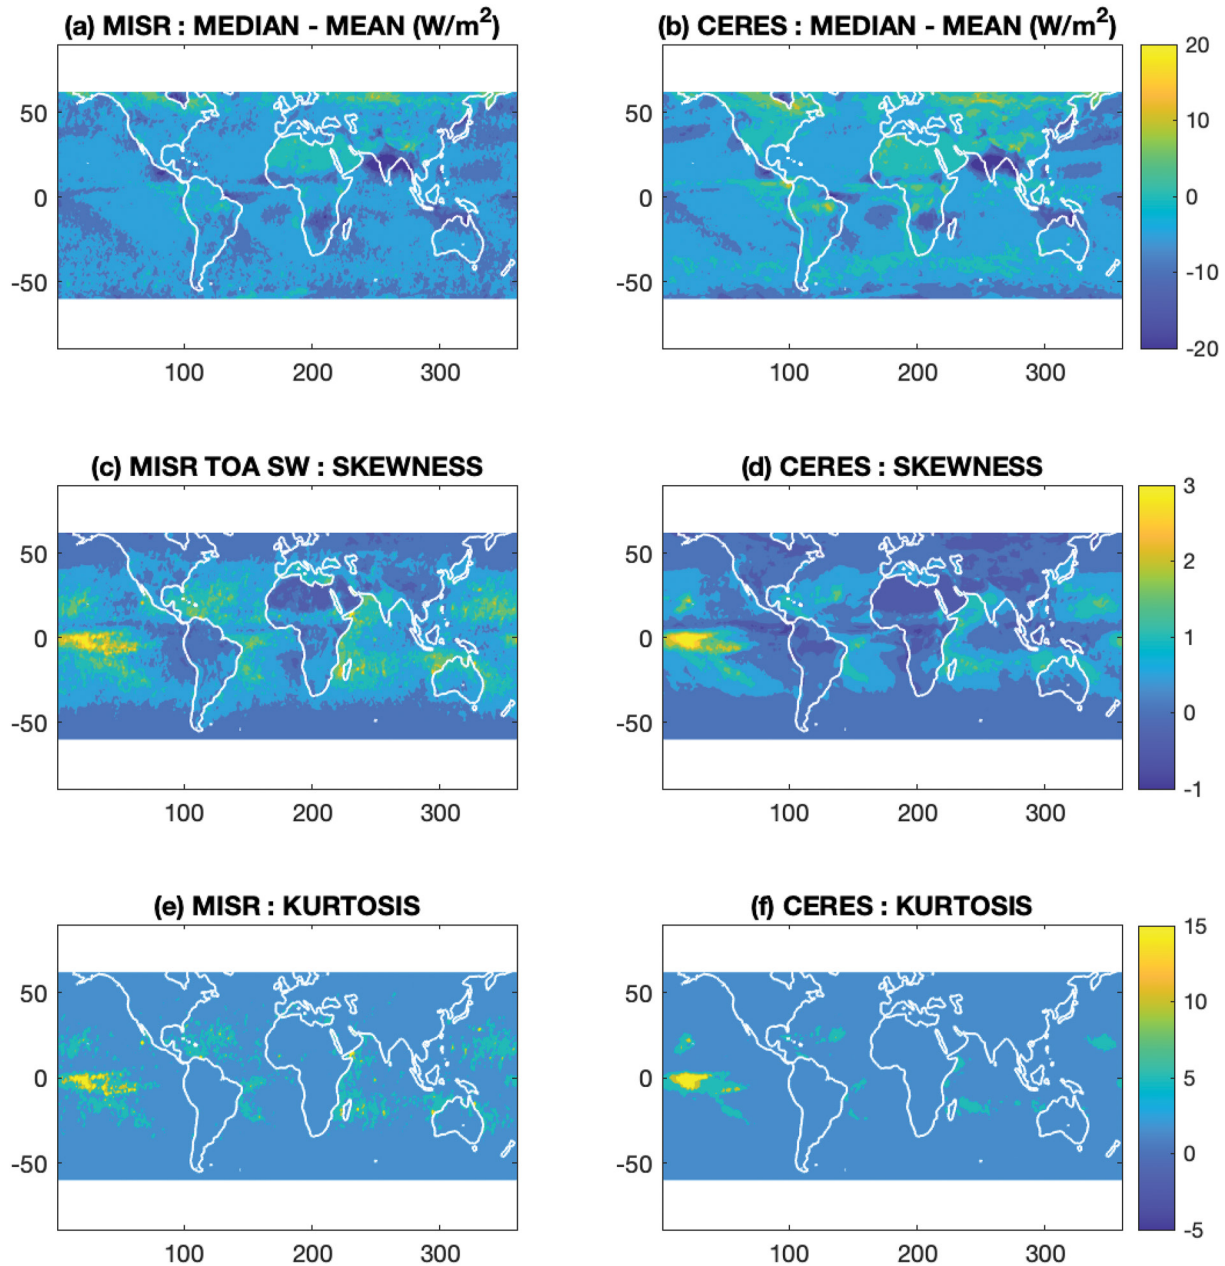 (a) MISR : MEDIAN - MEAN (W/m²)
50
0
-50
100 200 300
(b) CERES : MEDIAN - MEAN (W/m²)
50
0
-50
100 200 300
20
10
0
-10
-20
(c) MISR TOA SW : SKEWNESS
50
0
-50
100 200 300
(d) CERES : SKEWNESS
50
0
-50
100 200 300
3
2
1
0
-1
(e) MISR : KURTOSIS
50
0
-50
100 200 300
(f) CERES : KURTOSIS
50
0
-50
100 200 300
15
10
5
0
-5